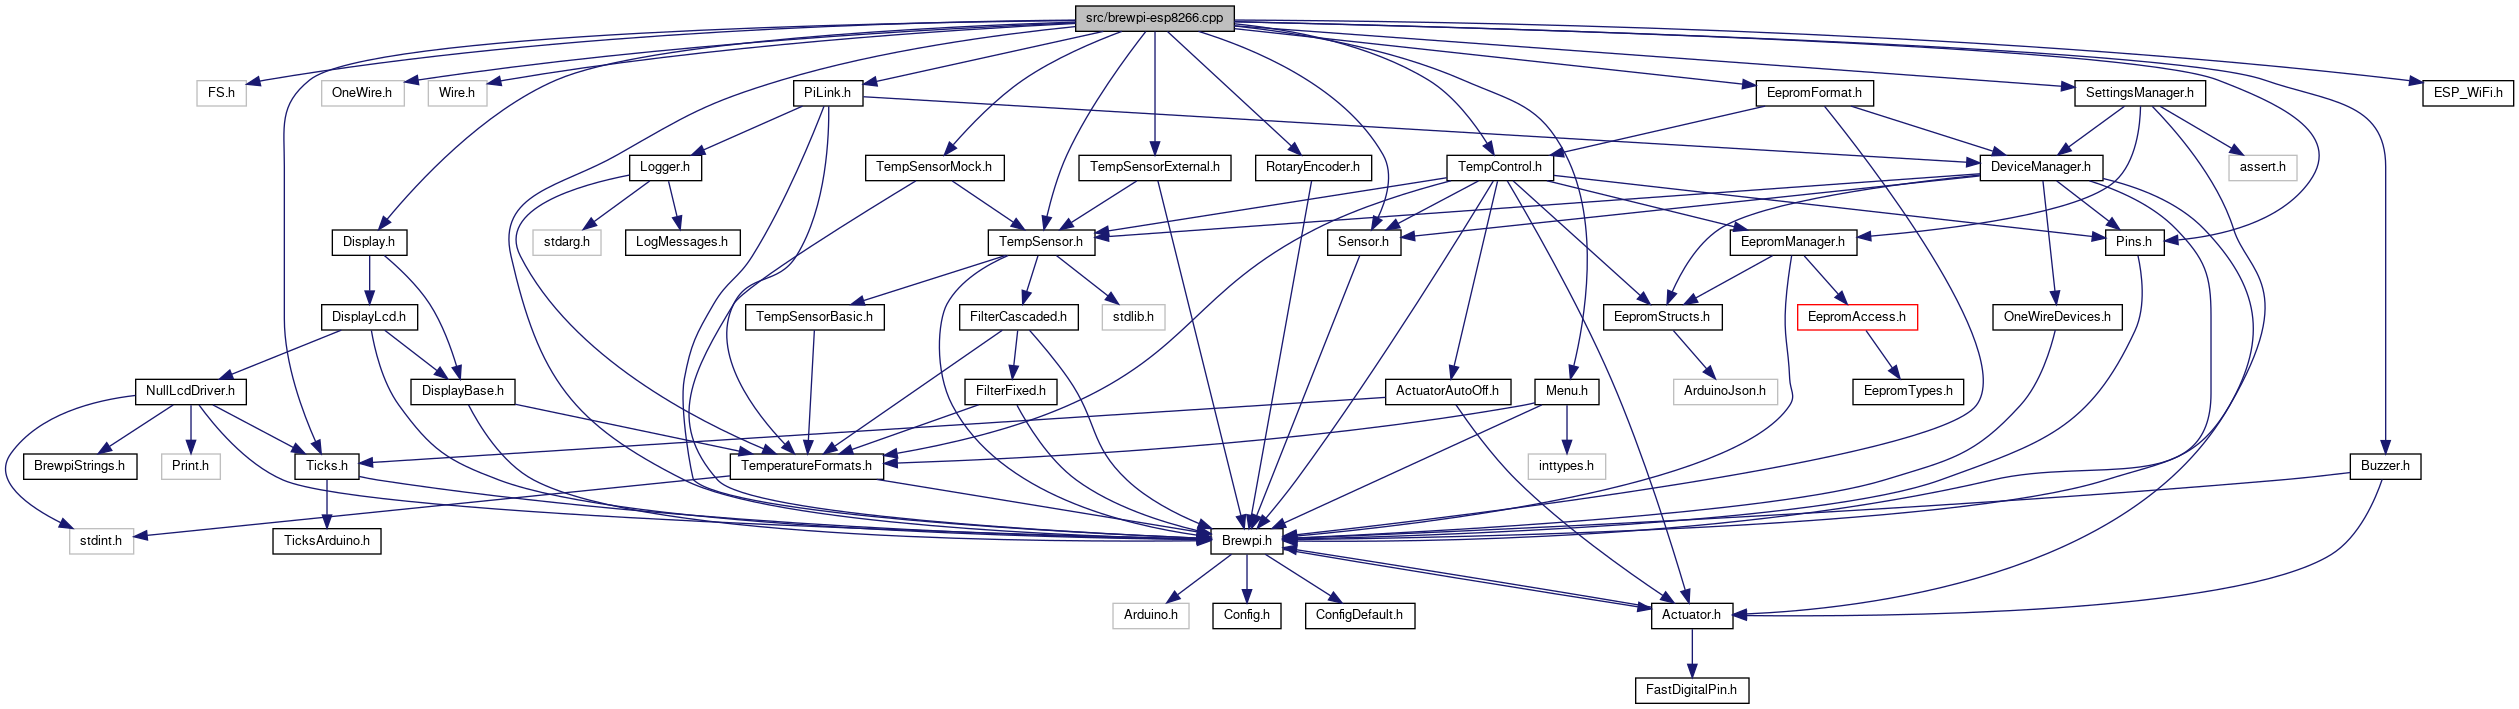 src/brewpi-esp8266.cpp
FS.h
OneWire.h
Wire.h
PiLink.h
EepromFormat.h
SettingsManager.h
ESP_WiFi.h
Logger.h
TempSensorMock.h
TempSensorExternal.h
RotaryEncoder.h
TempControl.h
DeviceManager.h
assert.h
Display.h
stdarg.h
LogMessages.h
TempSensor.h
Sensor.h
EepromManager.h
Pins.h
DisplayLcd.h
TempSensorBasic.h
FilterCascaded.h
stdlib.h
EepromStructs.h
EepromAccess.h
OneWireDevices.h
NullLcdDriver.h
DisplayBase.h
FilterFixed.h
ActuatorAutoOff.h
Menu.h
ArduinoJson.h
EepromTypes.h
BrewpiStrings.h
Print.h
Ticks.h
TemperatureFormats.h
inttypes.h
Buzzer.h
stdint.h
TicksArduino.h
Brewpi.h
Arduino.h
Config.h
ConfigDefault.h
Actuator.h
FastDigitalPin.h